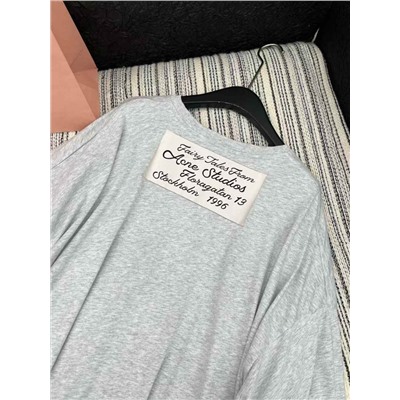 Fairy Tales From
Acne Studios
Floragatan 13
Stockholm 1996